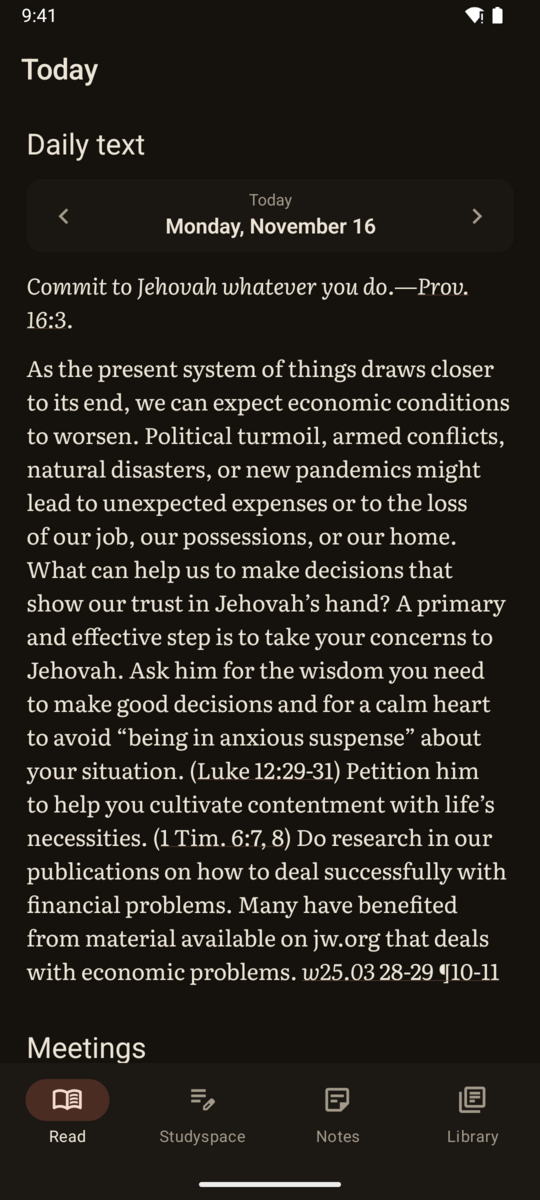 9:41
Today
Daily text
Today
Monday, November 16
Commit to Jehovah whatever you do.—Prov.
16:3.
As the present system of things draws closer
to its end, we can expect economic conditions
to worsen. Political turmoil, armed conflicts,
natural disasters, or new pandemics might
lead to unexpected expenses or to the loss
of our job, our possessions, or our home.
What can help us to make decisions that
show our trust in Jehovah’s hand? A primary
and effective step is to take your concerns to
Jehovah. Ask him for the wisdom you need
to make good decisions and for a calm heart
to avoid “being in anxious suspense” about
your situation. (Luke 12:29-31) Petition him
to help you cultivate contentment with life’s
necessities. (1 Tim. 6:7, 8) Do research in our
publications on how to deal successfully with
financial problems. Many have benefited
from material available on jw.org that deals
with economic problems. w25.03 28-29 ¶10-11
Meetings
Read
Studyspace
Notes
Library